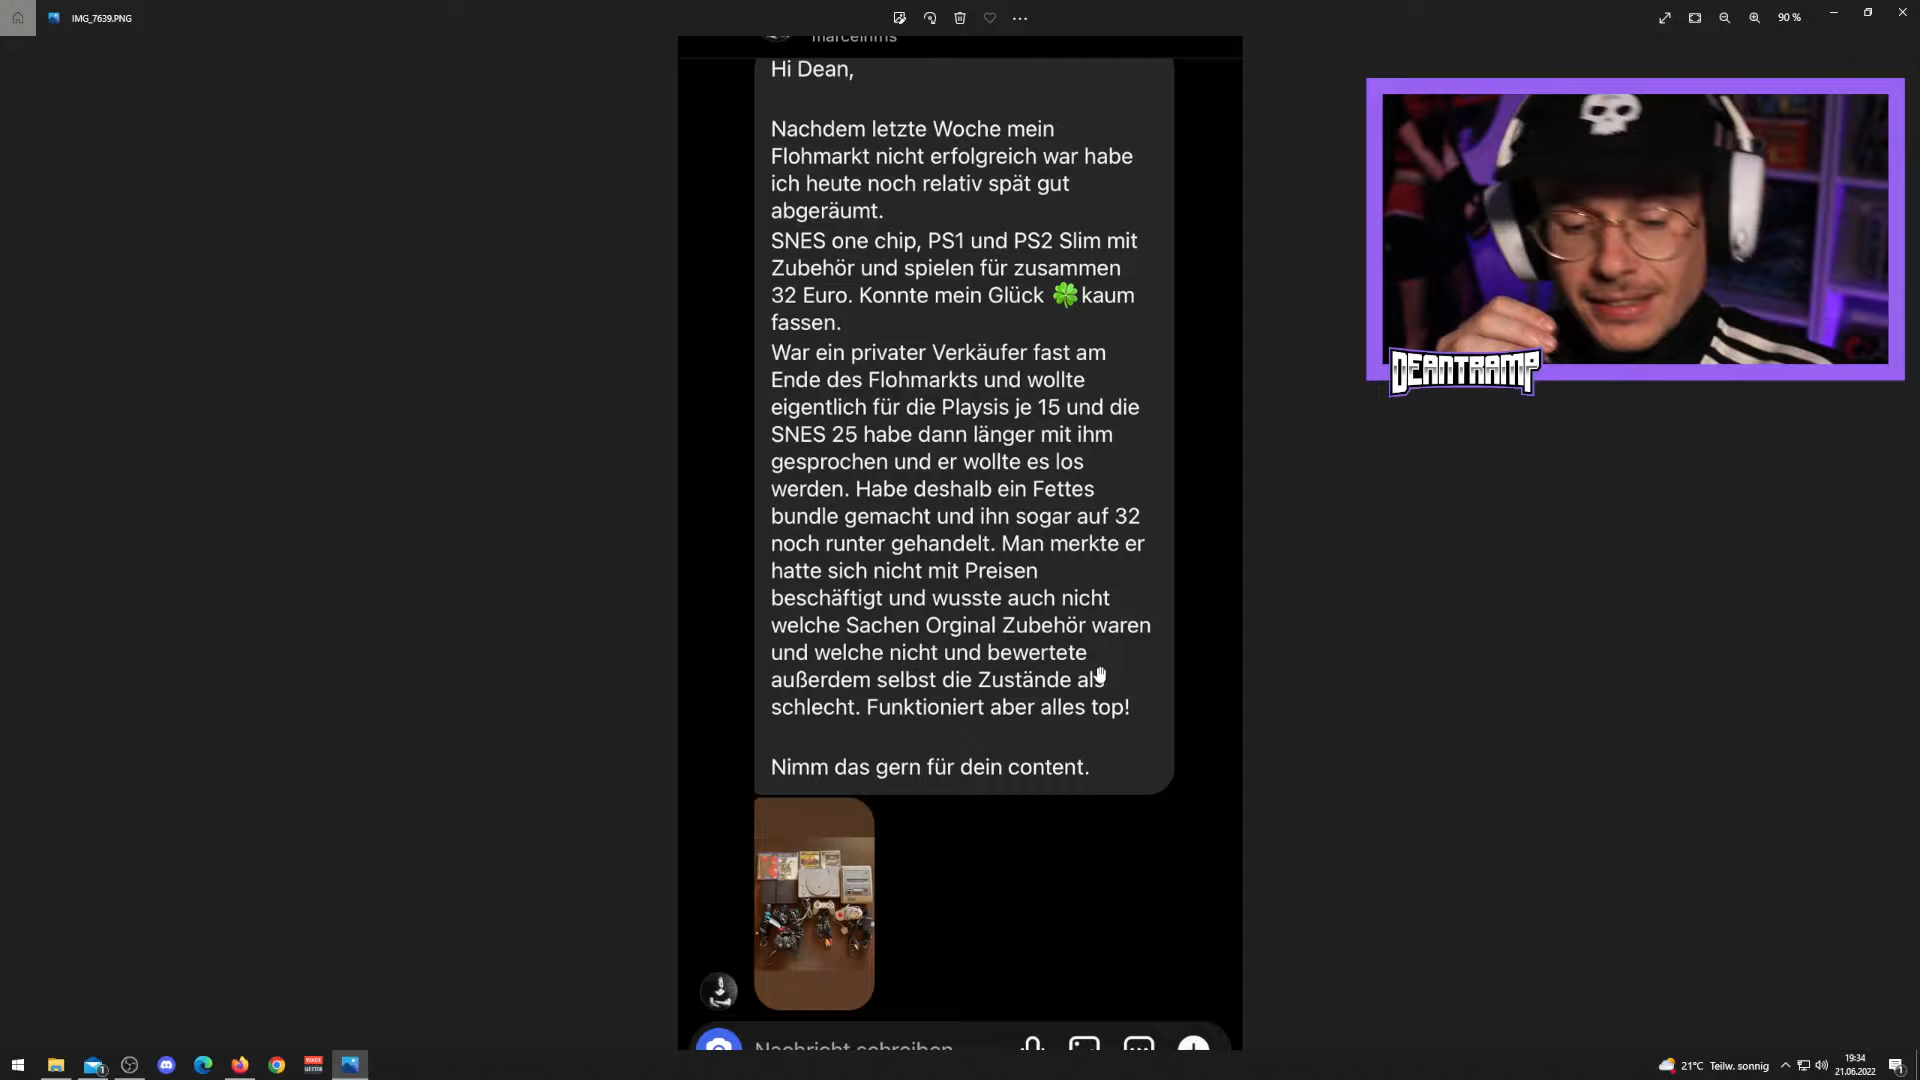 IMG_7639.PNG
90 %
Hi Dean,
Nachdem letzte Woche mein
Flohmarkt nicht erfolgreich war habe
ich heute noch relativ spät gut
abgeräumt.
SNES one chip, PS1 und PS2 Slim mit
Zubehör und spielen für zusammen
32 Euro. Konnte mein Glück 🍀kaum
fassen.
War ein privater Verkäufer fast am
Ende des Flohmarkts und wollte
eigentlich für die Playsis je 15 und die
SNES 25 habe dann länger mit ihm
gesprochen und er wollte es los
werden. Habe deshalb ein Fettes
bundle gemacht und ihn sogar auf 32
noch runter gehandelt. Man merkte er
hatte sich nicht mit Preisen
beschäftigt und wusste auch nicht
welche Sachen Orginal Zubehör waren
und welche nicht und bewertete
außerdem selbst die Zustände als
schlecht. Funktioniert aber alles top!
Nimm das gern für dein content.
Nachricht schreiben
DEANTRAMP
21°C Teilw. sonnig
19:34
21.06.2022